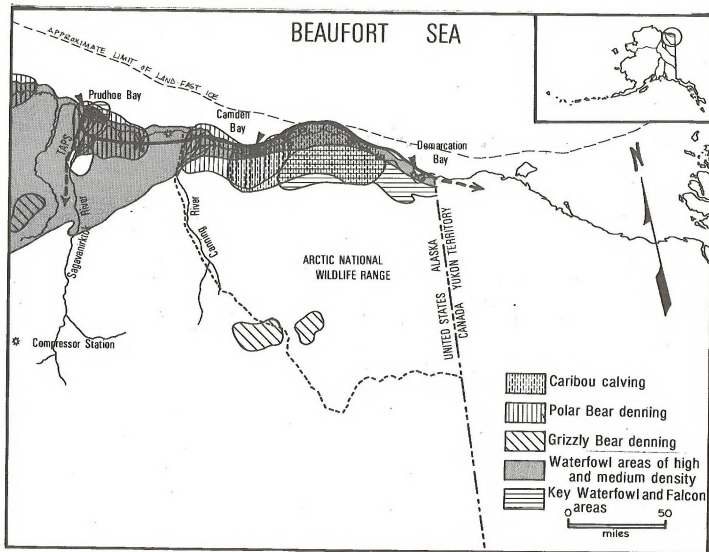 BEAUFORT SEA
APPROXIMATE LIMIT OF LAND-FAST ICE
Prudhoe Bay
Camden
Bay
Demarcation
Bay
TAPS
Sagavanirktok River
Canning River
N
ARCTIC NATIONAL
WILDLIFE RANGE
UNITED STATES ALASKA
CANADA YUKON TERRITORY
Compressor Station
Caribou calving
Polar Bear denning
Grizzly Bear denning
Waterfowl areas of high
and medium density
Key Waterfowl and Falcon
areas
0 50
miles